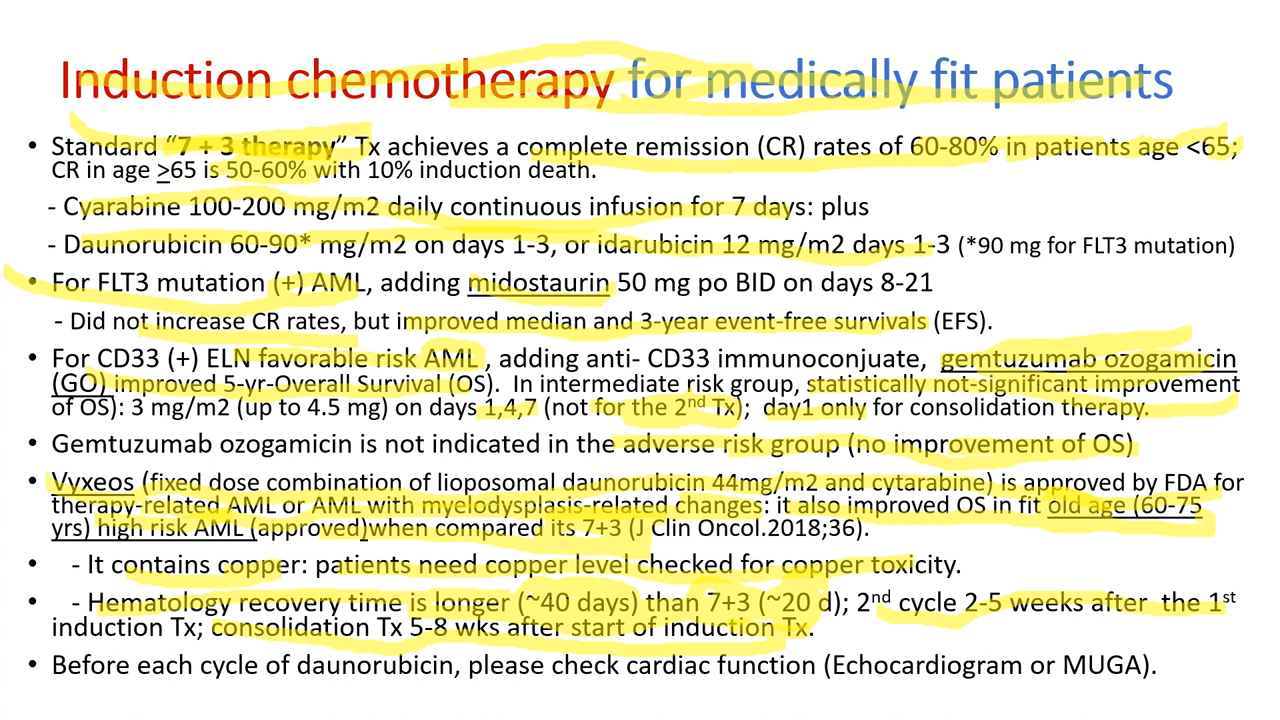 Induction chemotherapy for medically fit patients
• Standard “7 + 3 therapy” Tx achieves a complete remission (CR) rates of 60-80% in patients age <65;
CR in age >65 is 50-60% with 10% induction death.
- Cyarabine 100-200 mg/m2 daily continuous infusion for 7 days: plus
- Daunorubicin 60-90* mg/m2 on days 1-3, or idarubicin 12 mg/m2 days 1-3 (*90 mg for FLT3 mutation)
• For FLT3 mutation (+) AML, adding midostaurin 50 mg po BID on days 8-21
- Did not increase CR rates, but improved median and 3-year event-free survivals (EFS).
• For CD33 (+) ELN favorable risk AML , adding anti- CD33 immunoconjuate, gemtuzumab ozogamicin
(GO) improved 5-yr-Overall Survival (OS). In intermediate risk group, statistically not-significant improvement
of OS): 3 mg/m2 (up to 4.5 mg) on days 1,4,7 (not for the 2nd Tx); day1 only for consolidation therapy.
• Gemtuzumab ozogamicin is not indicated in the adverse risk group (no improvement of OS)
• Vyxeos (fixed dose combination of lioposomal daunorubicin 44mg/m2 and cytarabine) is approved by FDA for
therapy-related AML or AML with myelodysplasia-related changes: it also improved OS in fit old age (60-75
yrs) high risk AML (approved)when compared its 7+3 (J Clin Oncol.2018;36).
• - It contains copper: patients need copper level checked for copper toxicity.
• - Hematology recovery time is longer (~40 days) than 7+3 (~20 d); 2nd cycle 2-5 weeks after the 1st
induction Tx; consolidation Tx 5-8 wks after start of induction Tx.
• Before each cycle of daunorubicin, please check cardiac function (Echocardiogram or MUGA).